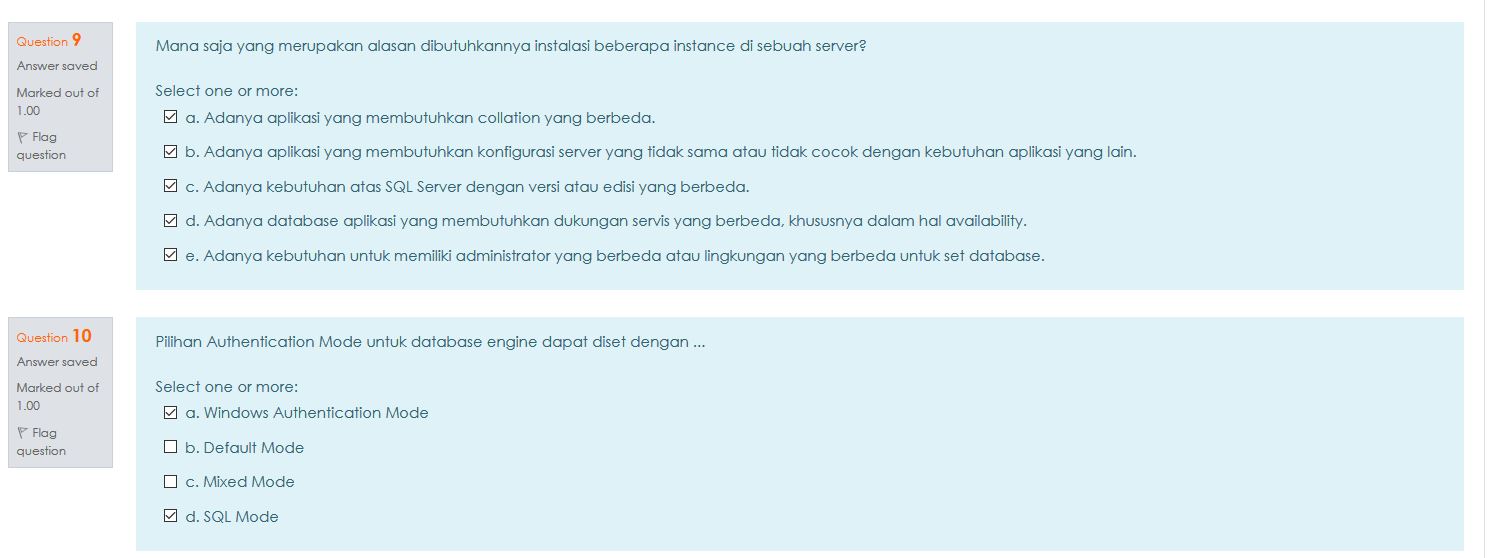 Question 9
Answer saved
Marked out of
1.00
Flag
question
Mana saja yang merupakan alasan dibutuhkannya instalasi beberapa instance di sebuah server?
Select one or more:
a. Adanya aplikasi yang membutuhkan collation yang berbeda.
b. Adanya aplikasi yang membutuhkan konfigurasi server yang tidak sama atau tidak cocok dengan kebutuhan aplikasi yang lain.
c. Adanya kebutuhan atas SQL Server dengan versi atau edisi yang berbeda.
d. Adanya database aplikasi yang membutuhkan dukungan servis yang berbeda, khususnya dalam hal availability.
e. Adanya kebutuhan untuk memiliki administrator yang berbeda atau lingkungan yang berbeda untuk set database.
Question 10
Answer saved
Marked out of
1.00
Flag
question
Pilihan Authentication Mode untuk database engine dapat diset dengan ...
Select one or more:
a. Windows Authentication Mode
b. Default Mode
c. Mixed Mode
d. SQL Mode